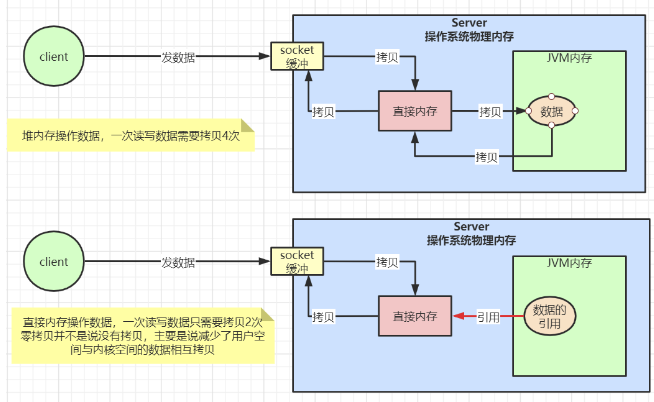 Server
操作系统物理内存
client
发数据
socket
缓冲
拷贝
JVM内存
拷贝
直接内存
拷贝
数据
拷贝
堆内存操作数据，一次读写数据需要拷贝4次
Server
操作系统物理内存
client
发数据
socket
缓冲
拷贝
JVM内存
拷贝
直接内存
引用
数据的
引用
直接内存操作数据，一次读写数据只需要拷贝2次
零拷贝并不是说没有拷贝，主要是说减少了用户空
间与内核空间的数据相互拷贝